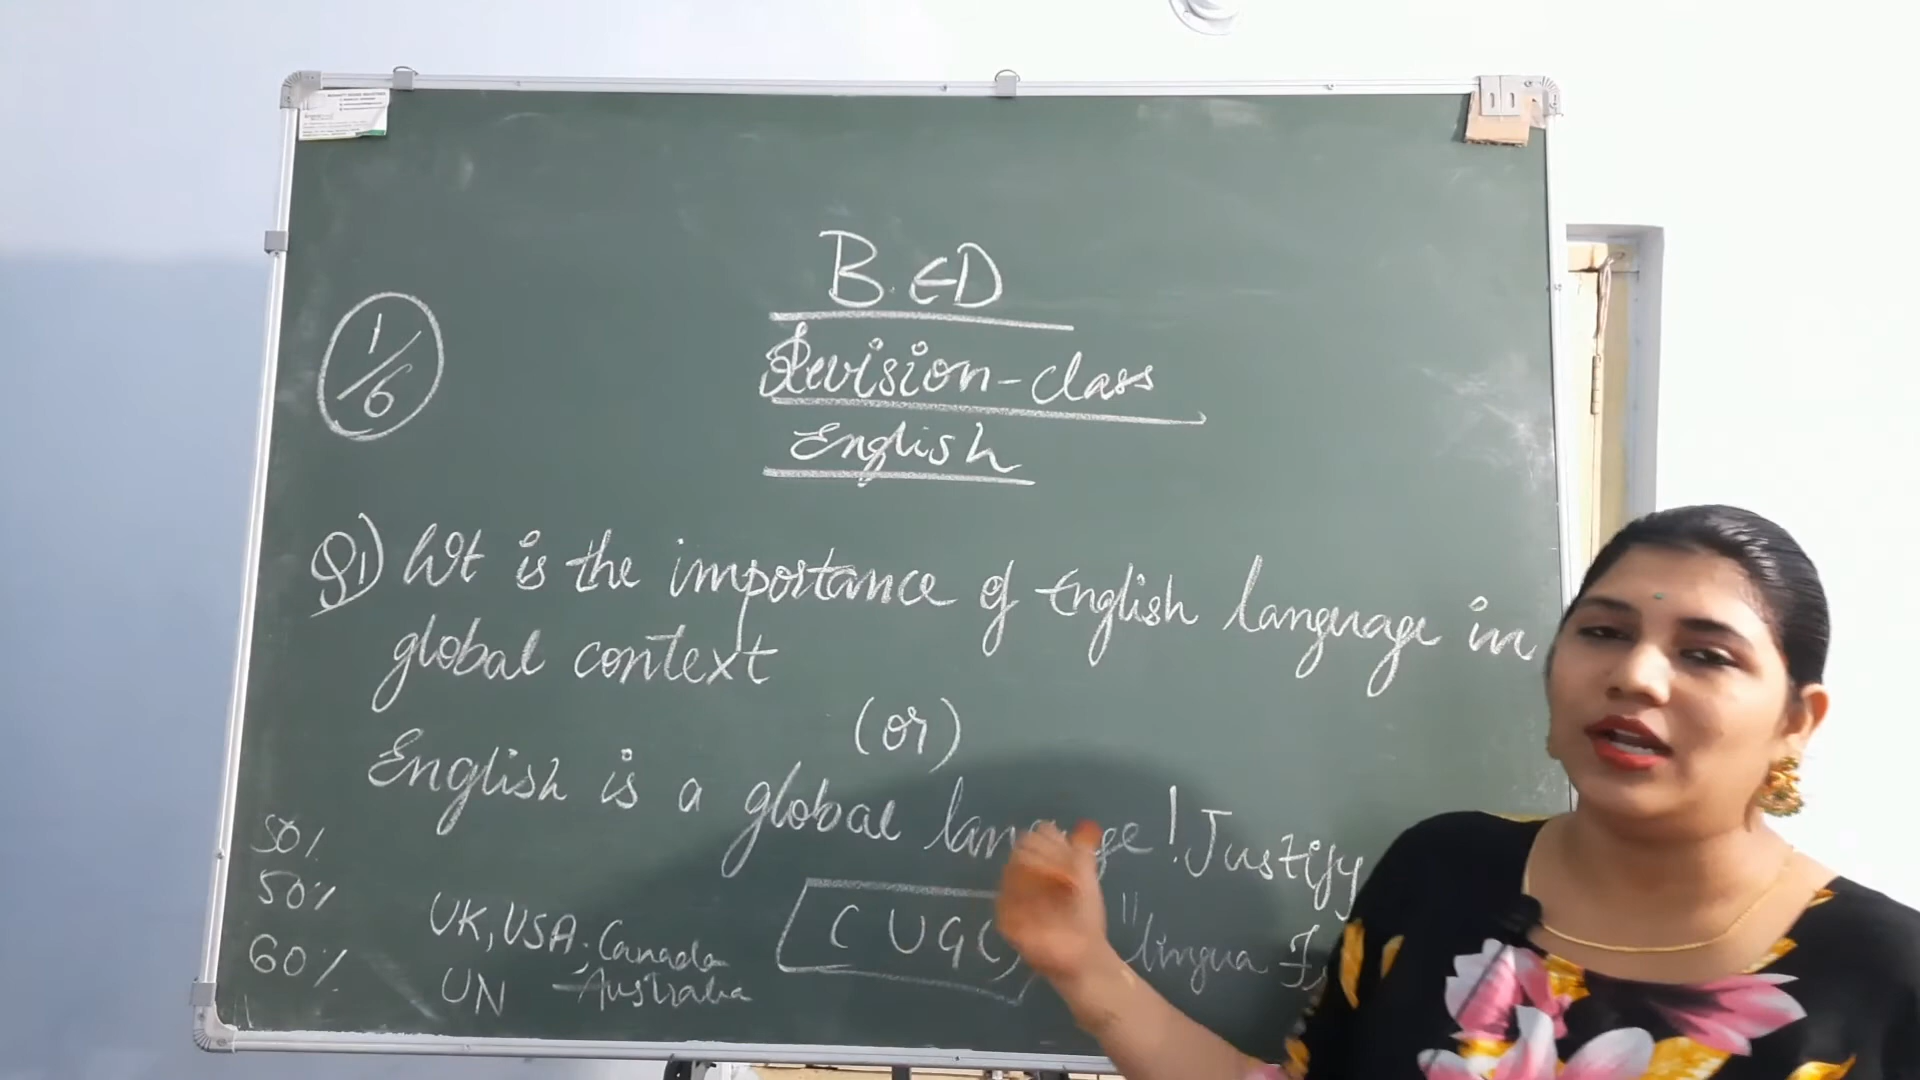 B.ED
Revision-class
English
1/6
Q1) Wt is the importance of English language in
global context
(or)
English is a global language! Justify
50%
50%
60%
UK, USA, Canada
UN Australia
C UGC
"lingua